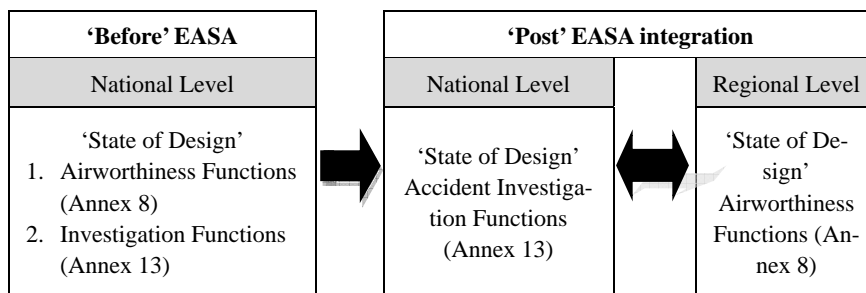 ‘Before’ EASA
National Level
‘State of Design’
1. Airworthiness Functions
(Annex 8)
2. Investigation Functions
(Annex 13)
‘Post’ EASA integration
National Level
‘State of Design’
Accident Investiga-
tion Functions
(Annex 13)
Regional Level
‘State of De-
sign’
Airworthiness
Functions (An-
nex 8)